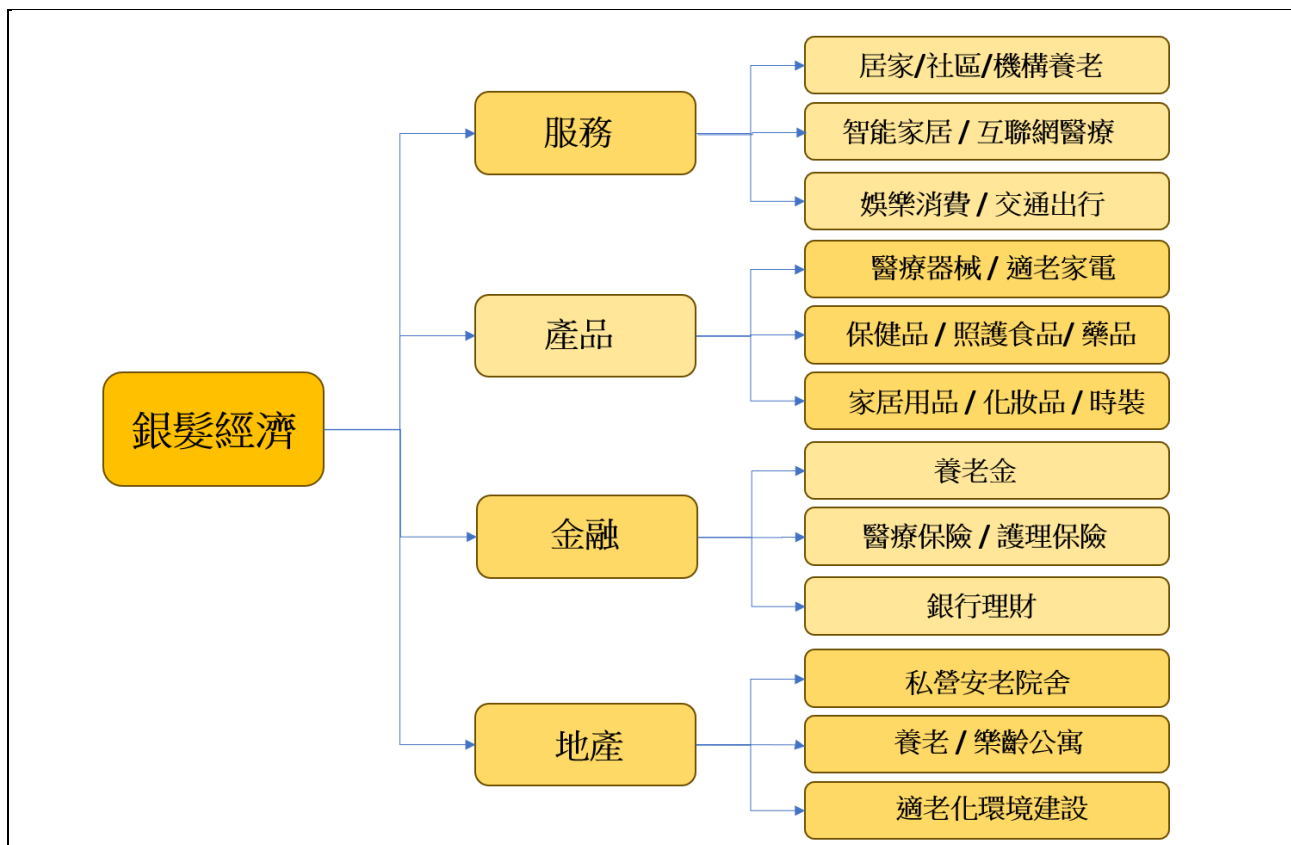 銀髮經濟
服務
居家/社區/機構養老
智能家居 / 互聯網醫療
娛樂消費 / 交通出行
產品
醫療器械 / 適老家電
保健品 / 照護食品/ 藥品
家居用品 / 化妝品 / 時裝
金融
養老金
醫療保險 / 護理保險
銀行理財
地產
私營安老院舍
養老 / 樂齡公寓
適老化環境建設